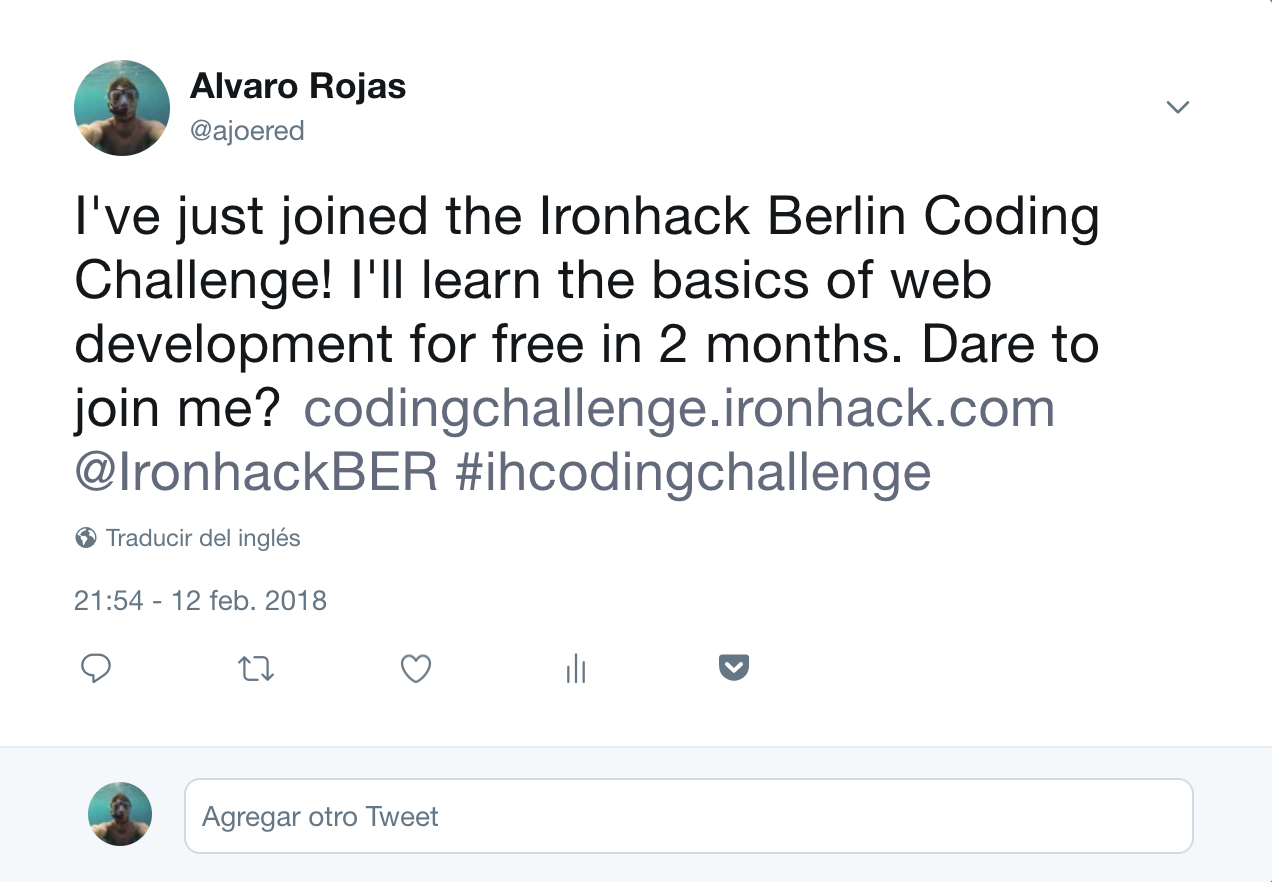 Alvaro Rojas
@ajoered
I've just joined the Ironhack Berlin Coding
Challenge! I'll learn the basics of web
development for free in 2 months. Dare to
join me? codingchallenge.ironhack.com
@IronhackBER #ihcodingchallenge
Traducir del inglés
21:54 - 12 feb. 2018
Agregar otro Tweet